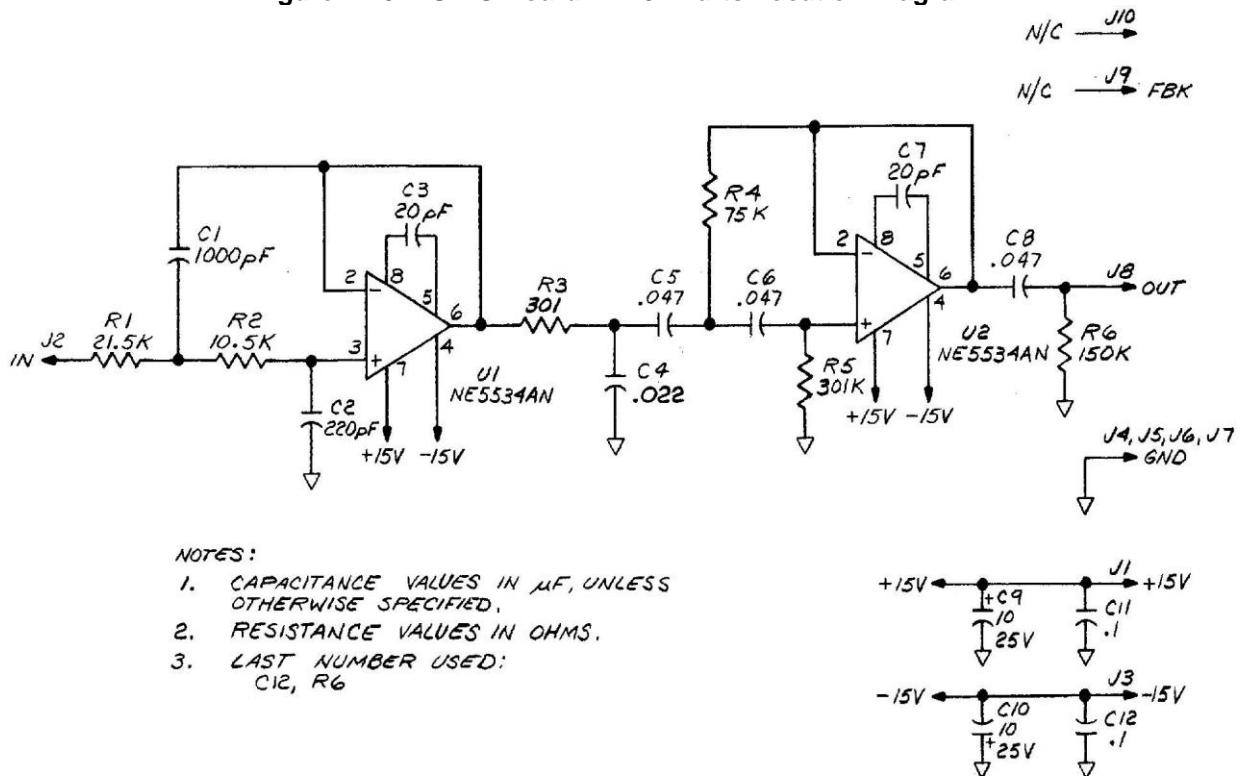 N/C J10
N/C J9 FBK
C1
1000pF
C3
20pF
8
2
5
6
3
4
7
IN J2
R1
21.5K
R2
10.5K
C2
220pF
+15V -15V
U1
NE5534AN
R3
301
C4
.022
C5
.047
C6
.047
R4
75K
R5
301K
C7
20pF
8
2
5
6
4
7
+15V -15V
U2
NE5534AN
C8
.047
J8
OUT
R6
150K
J4, J5, J6, J7
GND
NOTES:
1. CAPACITANCE VALUES IN µF, UNLESS
OTHERWISE SPECIFIED.
2. RESISTANCE VALUES IN OHMS.
3. LAST NUMBER USED:
C12, R6
+15V J1 +15V
+C9
10
25V
C11
.1
-15V J3 -15V
C10
10
+25V
C12
.1